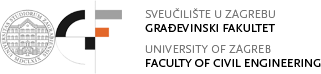 SVEUČILIŠTE U ZAGREBU
GRAĐEVINSKI FAKULTET
UNIVERSITY OF ZAGREB
FACULTY OF CIVIL ENGINEERING